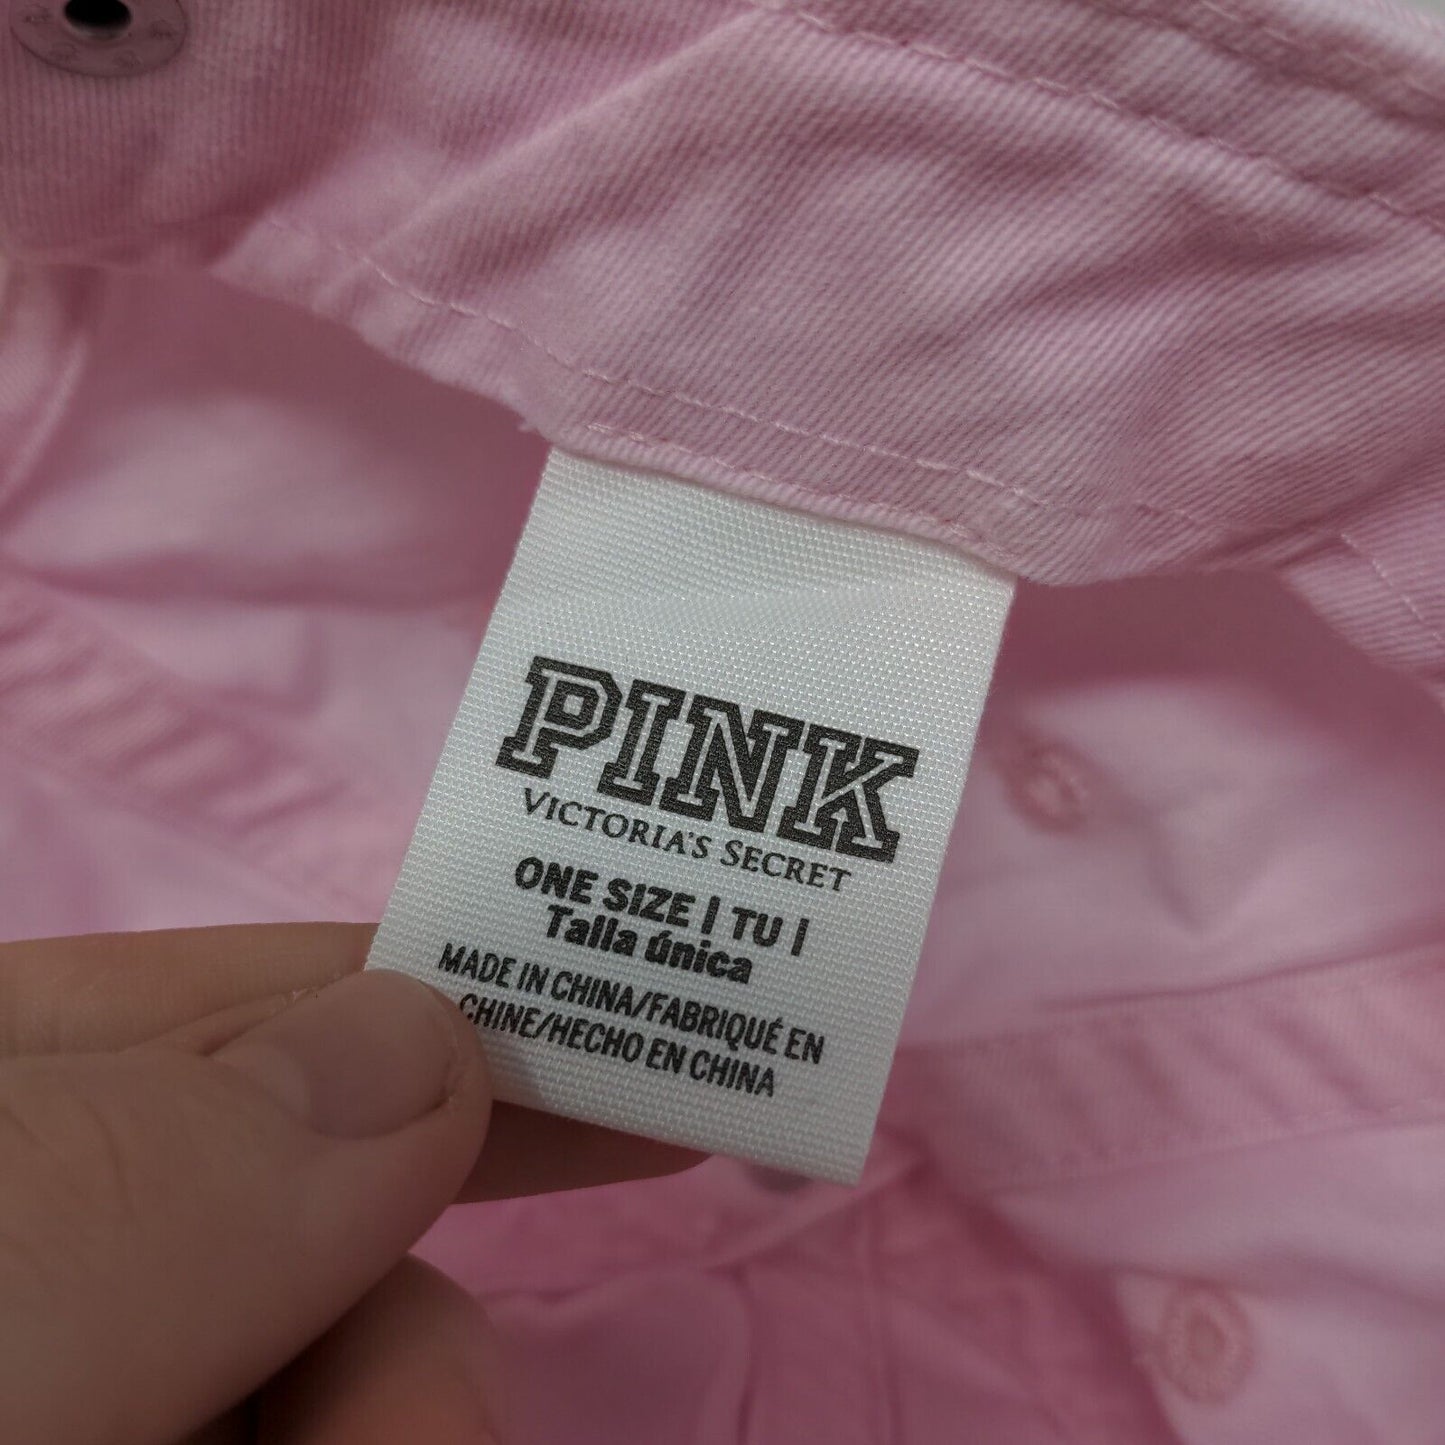 PINK
VICTORIA'S SECRET
ONE SIZE | TU |
Talla única
MADE IN CHINA/FABRIQUÉ EN
CHINE/HECHO EN CHINA